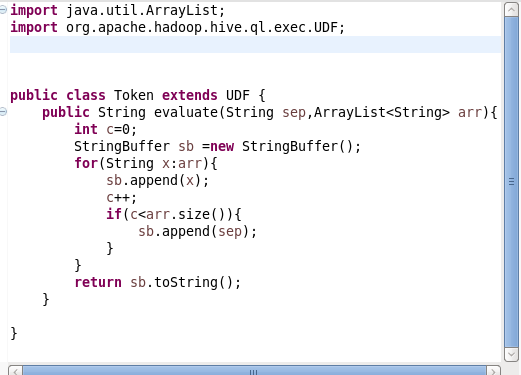 import java.util.ArrayList;
import org.apache.hadoop.hive.ql.exec.UDF;
public class Token extends UDF {
public String evaluate(String sep,ArrayList<String> arr){
int c=0;
StringBuffer sb =new StringBuffer();
for(String x:arr){
sb.append(x);
c++;
if(c<arr.size()){
sb.append(sep);
}
}
return sb.toString();
}
}